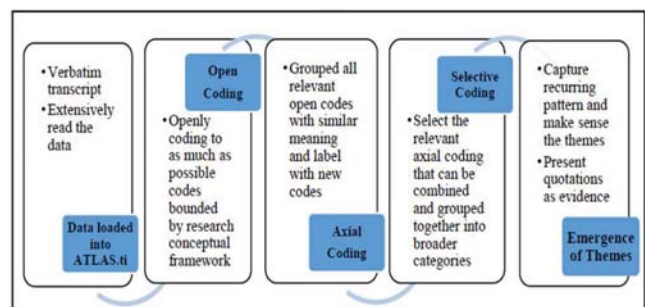 • Verbatim
transcript
• Extensively
read the
data
Data loaded
into
ATLAS.ti
Open
Coding
• Openly
coding to
as much as
possible
codes
bounded
by research
conceptual
framework
• Grouped all
relevant
open codes
with similar
meaning
and label
with new
codes
Axial
Coding
Selective
Coding
• Select the
relevant
axial coding
that can be
combined
and grouped
together into
broader
categories
• Capture
recurring
pattern and
make sense
the themes
• Present
quotations
as evidence
Emergence
of Themes